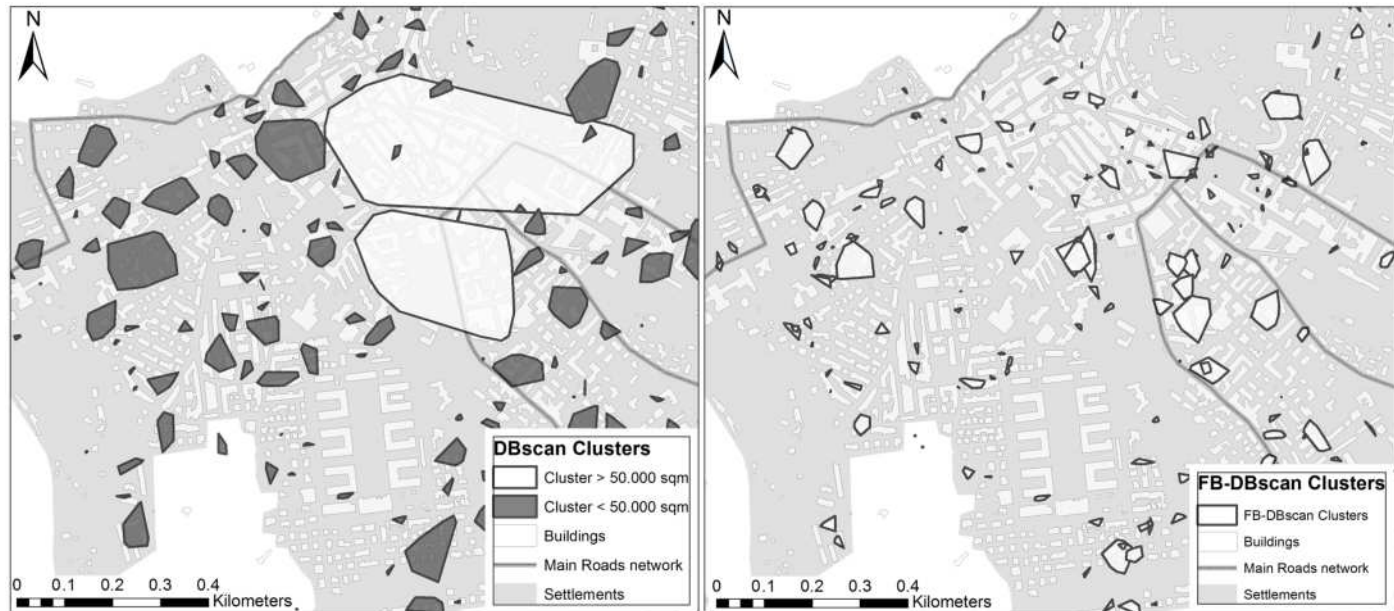 N
DBscan Clusters
Cluster > 50.000 sqm
Cluster < 50.000 sqm
Buildings
Main Roads network
Settlements
0 0.1 0.2 0.3 0.4
Kilometers
N
FB-DBscan Clusters
FB-DBscan Clusters
Buildings
Main Roads network
Settlements
0 0.1 0.2 0.3 0.4
Kilometers